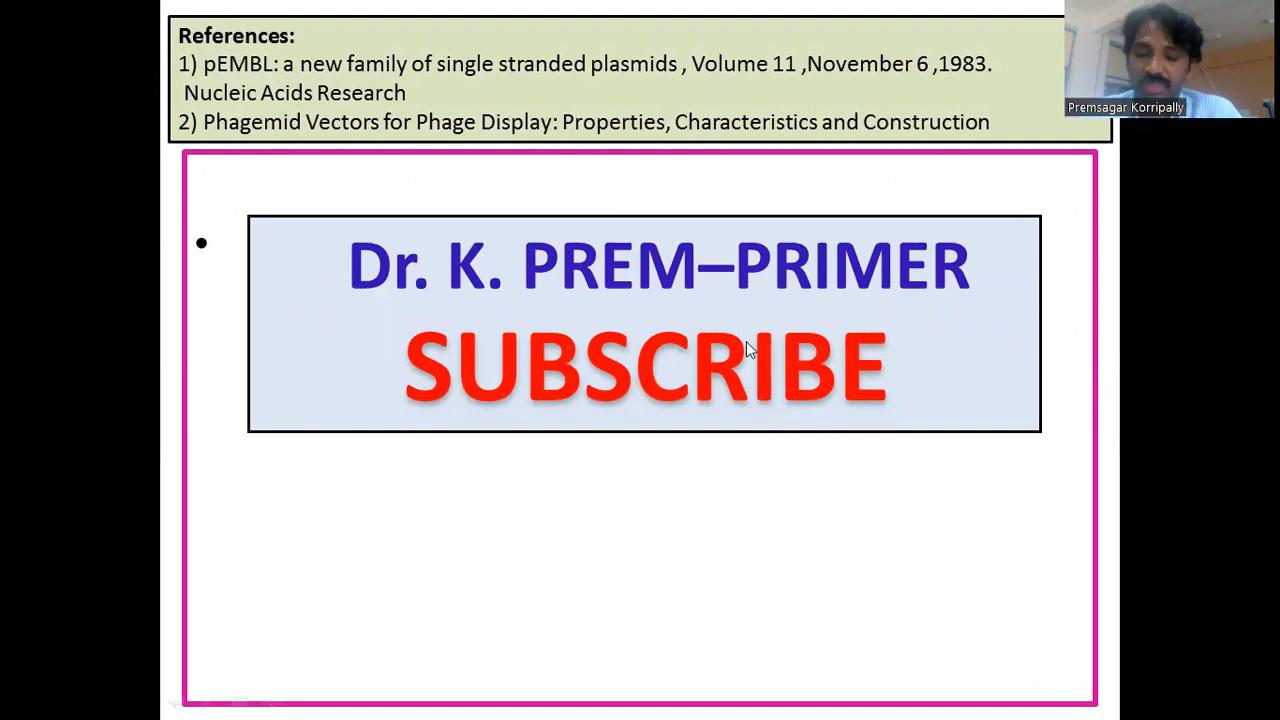 References:
1) pEMBL: a new family of single stranded plasmids , Volume 11 ,November 6 ,1983.
Nucleic Acids Research
2) Phagemid Vectors for Phage Display: Properties, Characteristics and Construction
Premsagar Korripally
• 
Dr. K. PREM–PRIMER
SUBSCRIBE